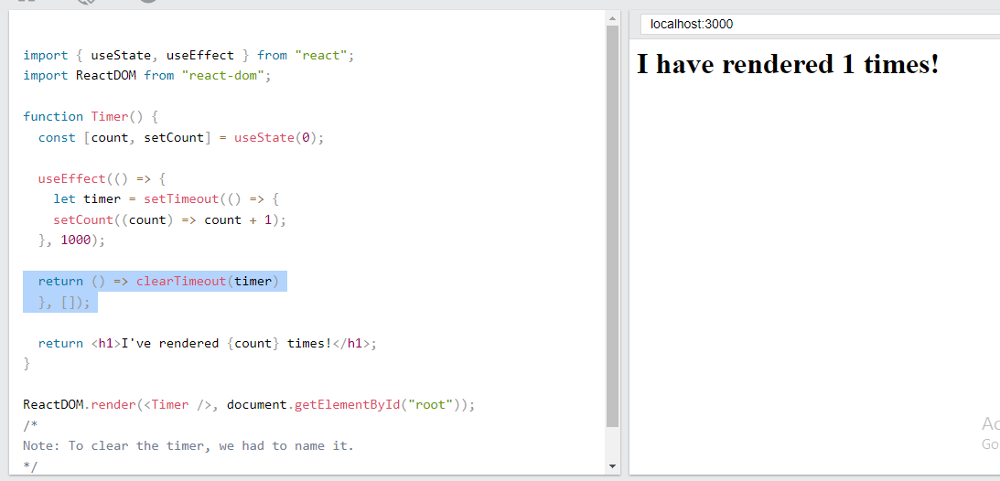 import { useState, useEffect } from "react";
import ReactDOM from "react-dom";
function Timer() {
const [count, setCount] = useState(0);
useEffect(() => {
let timer = setTimeout(() => {
setCount((count) => count + 1);
}, 1000);
return () => clearTimeout(timer)
}, []);
return <h1>I've rendered {count} times!</h1>;
}
ReactDOM.render(<Timer />, document.getElementById("root"));
/*
Note: To clear the timer, we had to name it.
*/
localhost:3000
I have rendered 1 times!
Go